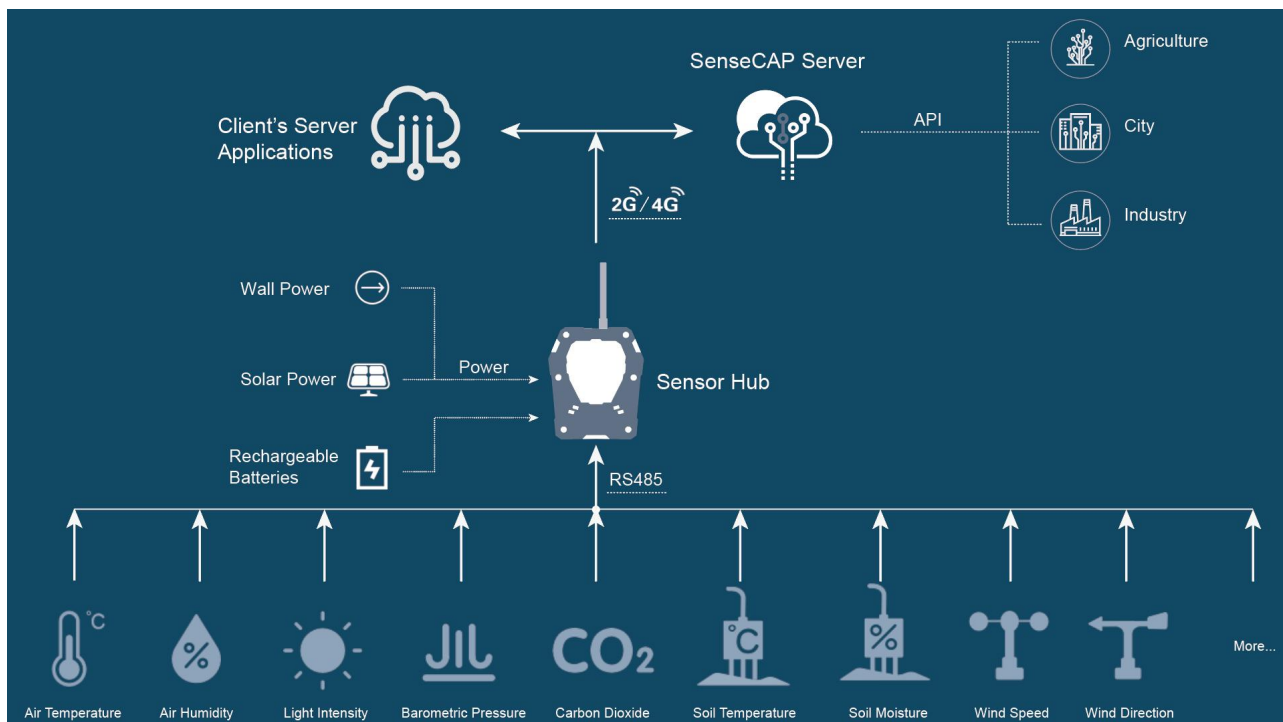 SenseCAP Server
Agriculture
Client's Server
Applications
API
City
2G/4G
Industry
Wall Power
Solar Power
Power
Sensor Hub
Rechargeable
Batteries
RS485
°C
%
CO2
°C
%
More...
Air Temperature
Air Humidity
Light Intensity
Barometric Pressure
Carbon Dioxide
Soil Temperature
Soil Moisture
Wind Speed
Wind Direction